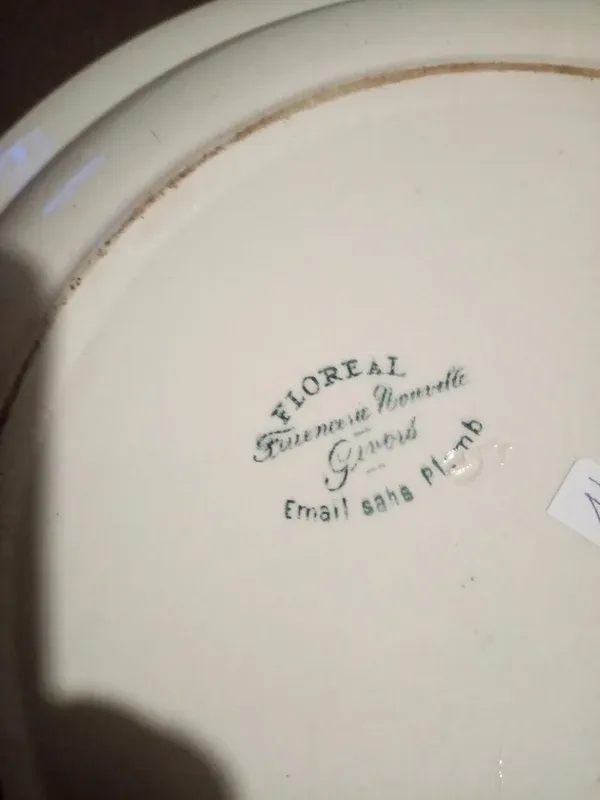 FLOREAL
Faiencerie Nouvelle
Givors
Email sans Plomb